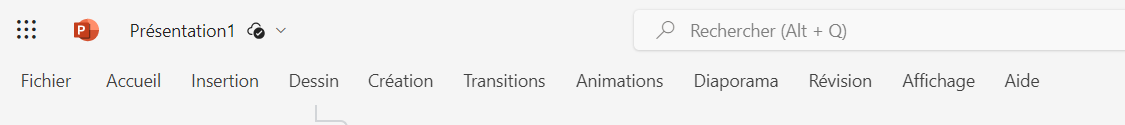 P Présentation1 Rechercher (Alt + Q)
Fichier Accueil Insertion Dessin Création Transitions Animations Diaporama Révision Affichage Aide